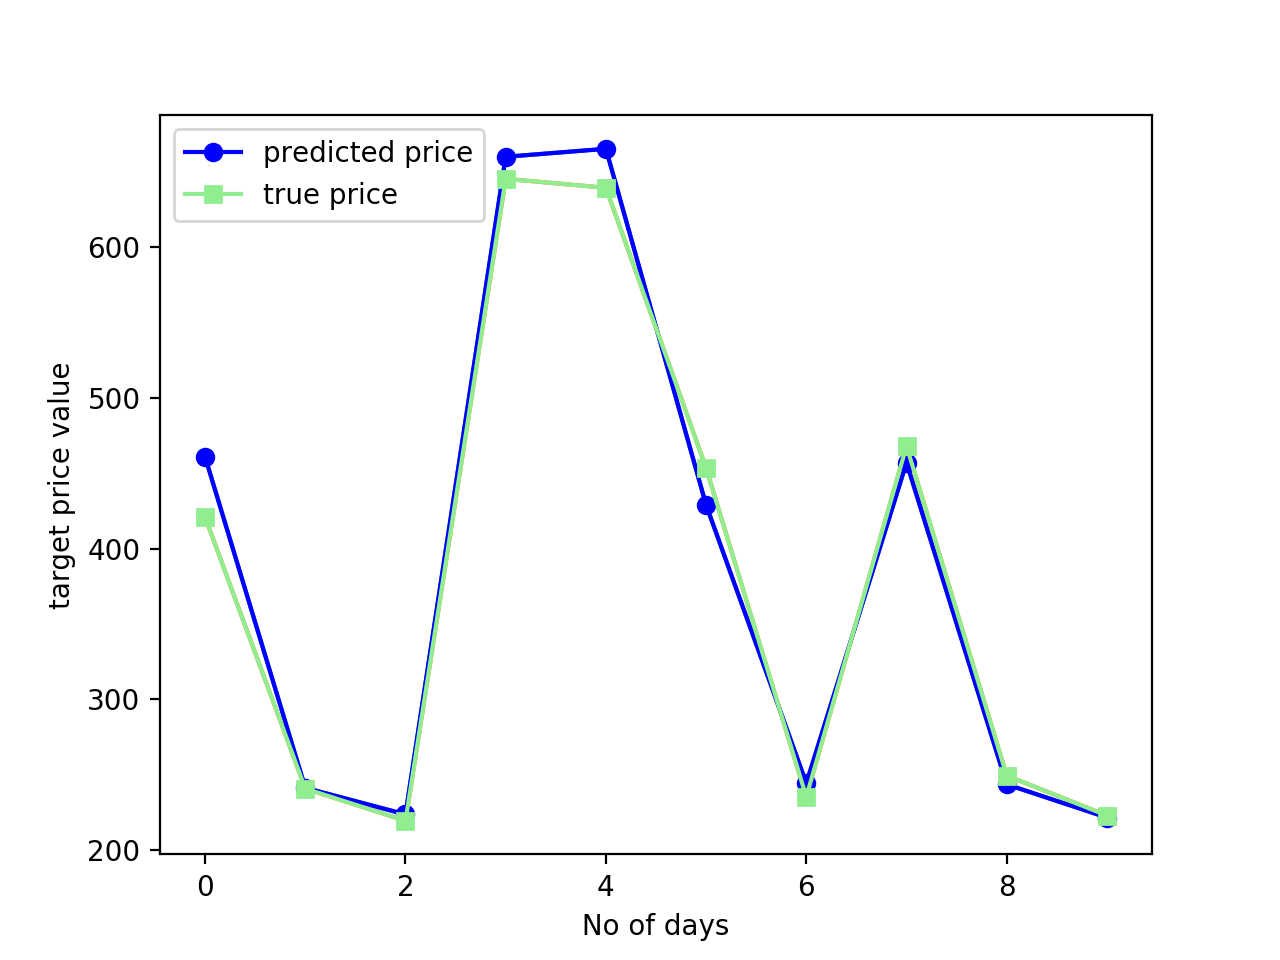 predicted price
true price
600
500
400
300
200
target price value
0 2 4 6 8
No of days